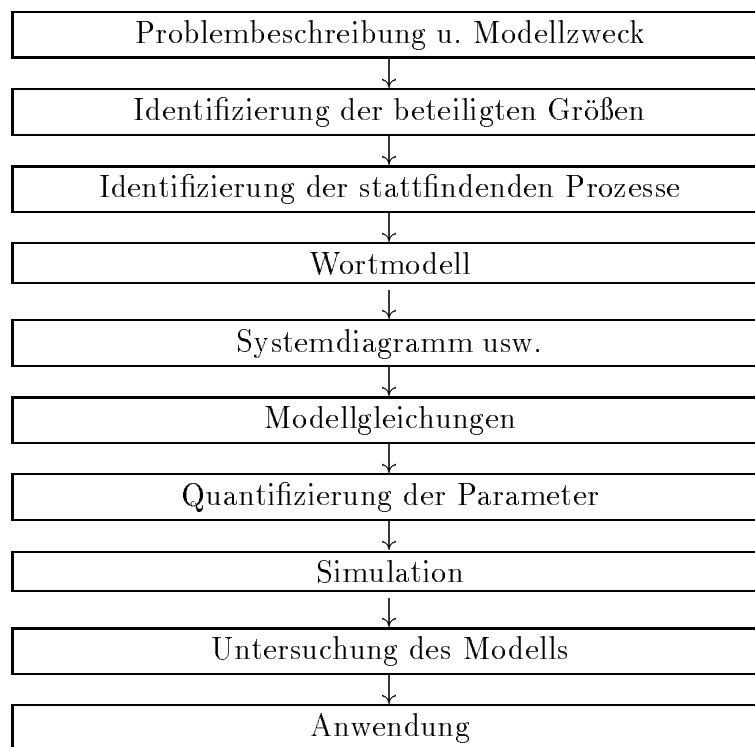 Problembeschreibung u. Modellzweck
Identifizierung der beteiligten Größen
Identifizierung der stattfindenden Prozesse
Wortmodell
Systemdiagramm usw.
Modellgleichungen
Quantifizierung der Parameter
Simulation
Untersuchung des Modells
Anwendung